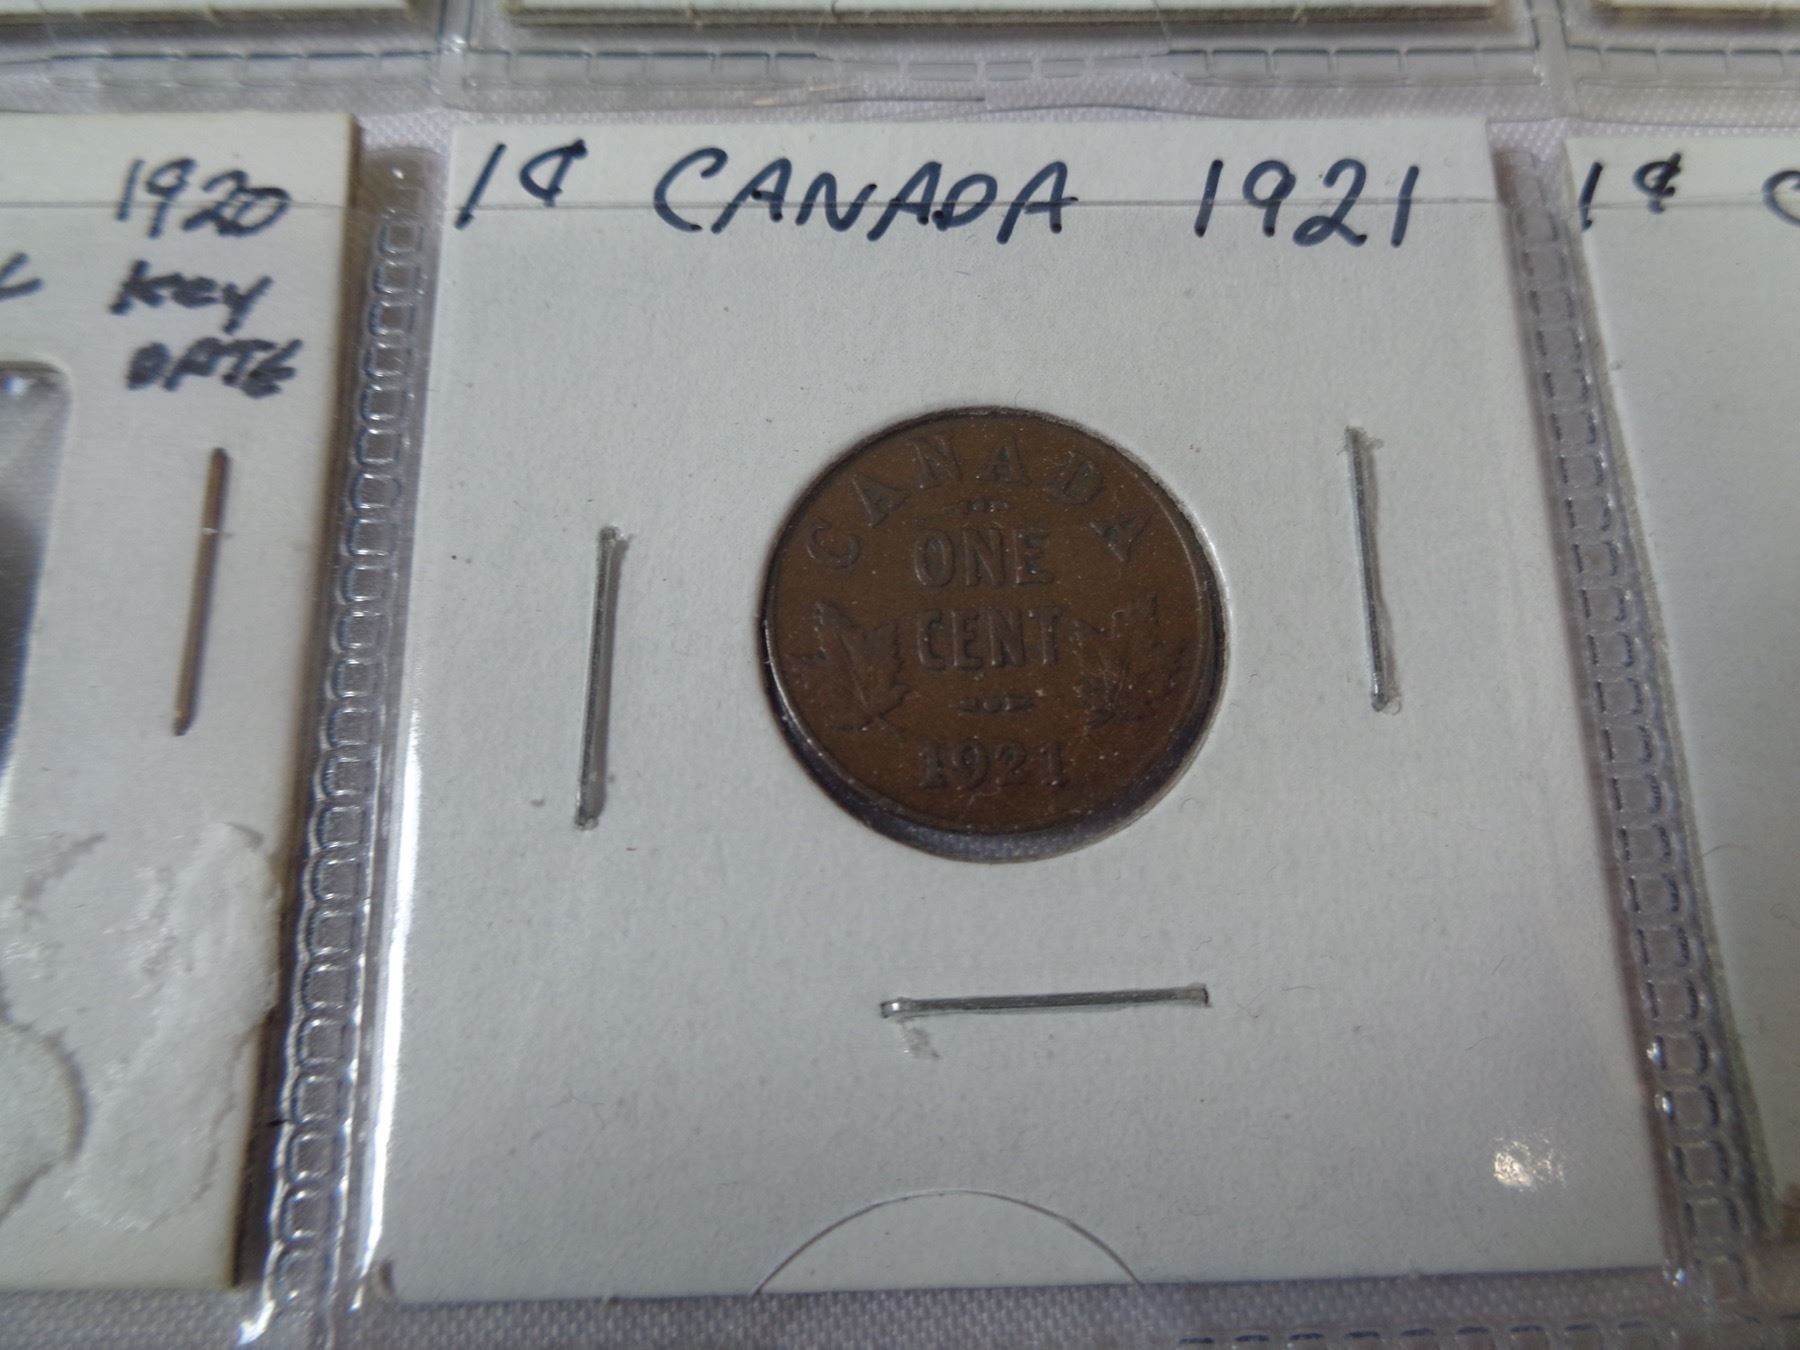 1920
Key
DATE
1¢ CANADA 1921
CANADA
ONE
CENT
1921
1¢